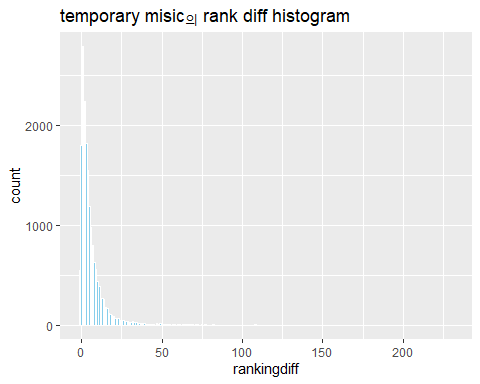 temporary misic의 rank diff histogram
2000
1000
0
count
0 50 100 150 200
rankingdiff